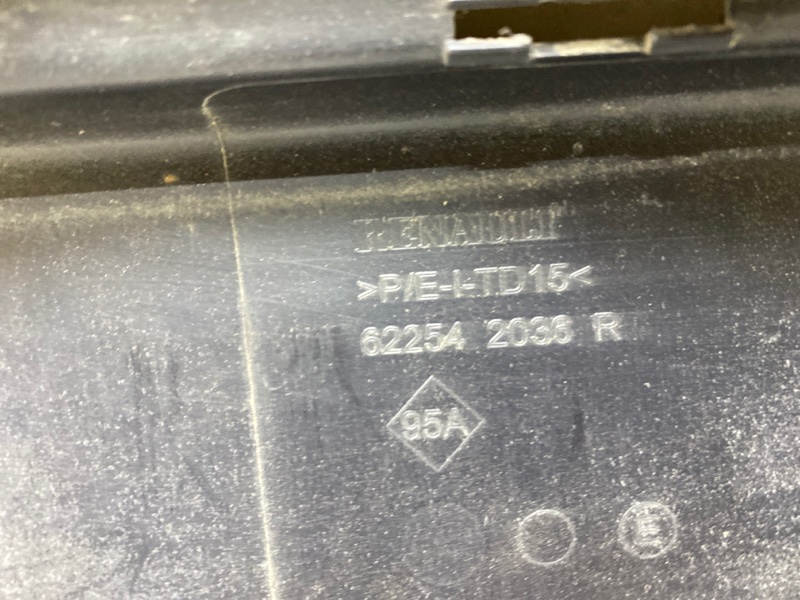 RENAULT
>P/E-I-TD15<
62254 2036 R
95A
E